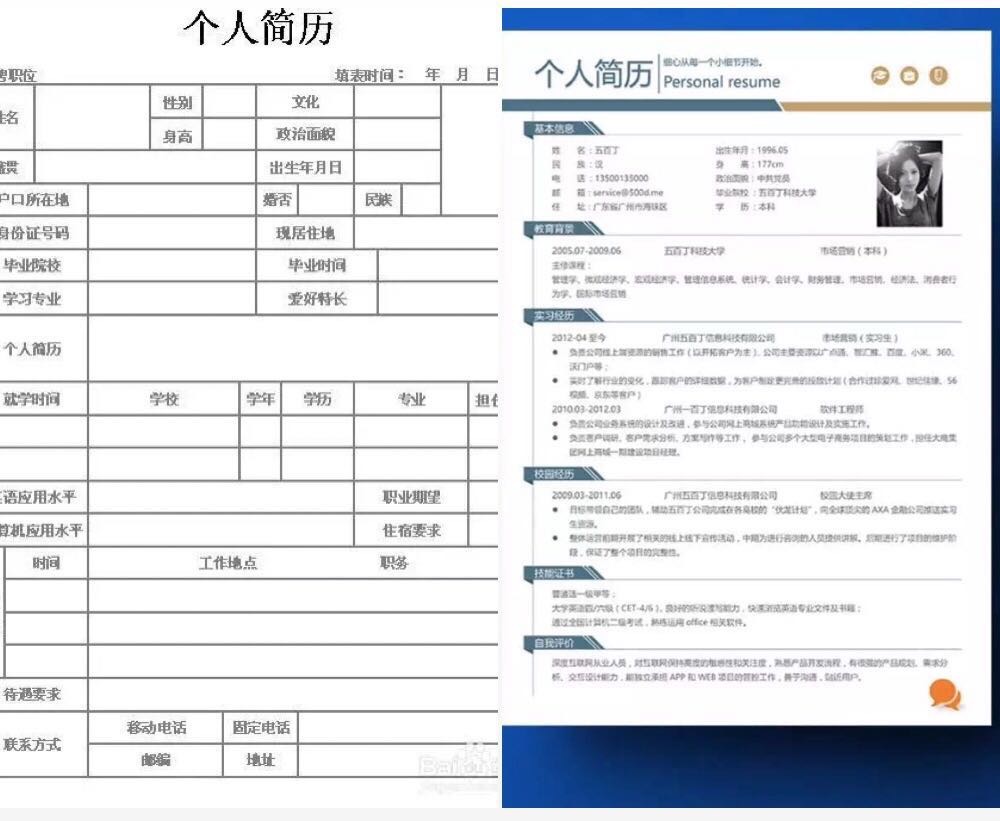 个人简历
聘职位 填表时间： 年 月 日
姓名 性别 文化
身高 政治面貌
籍贯 出生年月日
户口所在地 婚否 民族
身份证号码 现居住地
毕业院校 毕业时间
学习专业 爱好特长
个人简历
就学时间 学校 学年 学历 专业 担任
英语应用水平 职业期望
计算机应用水平 住宿要求
时间 工作地点 职务
待遇要求
联系方式 移动电话 固定电话
邮编 地址
个人简历
细心从每一个小细节开始。
Personal resume
基本信息
姓 名：五百丁 出生年月：1996.05
民 族：汉 身 高：177cm
电 话：13500135000 政治面貌：中共党员
邮 箱：service@500d.me 毕业院校：五百丁科技大学
住 址：广东省广州市海珠区 学 历：本科
教育背景
2005.07-2009.06 五百丁科技大学 市场营销（本科）
主修课程：
管理学、微观经济学、宏观经济学、管理信息系统、统计学、会计学、财务管理、市场营销、经济法、消费者行
为学、国际市场营销
实习经历
2012-04 至今 广州五百丁信息科技有限公司 市场营销（实习生）
负责公司线上端资源的销售工作（以开拓客户为主），公司主要资源以广点通、智汇推、百度、小米、360、
沃门户等；
实时了解行业的变化，跟踪客户的详细数据，为客户制定更完善的投放计划（合作过珍爱网、世纪佳缘、56
视频、京东等客户）
2010.03-2012.03 广州一百丁信息科技有限公司 软件工程师
负责公司业务系统的设计及改进，参与公司网上商城系统产品功能设计及实施工作。
负责客户调研、客户需求分析、方案写作等工作， 参与公司多个大型电子商务项目的策划工作，担任大商集
团网上商城一期建设项目经理。
校园经历
2009.03-2011.06 广州五百丁信息科技有限公司 校园大使主席
目标带领自己的团队，辅助五百丁公司完成在各高校的“伏龙计划”，向全球顶尖的 AXA 金融公司推送实习
生资源。
整体运营前期开展了相关的线上线下宣传活动，中期为进行咨询的人员提供讲解。后期进行了项目的维护阶
段，保证了整个项目的完整性。
技能证书
普通话一级甲等；
大学英语四/六级（CET-4/6），良好的听说读写能力，快速浏览英语专业文件及书籍；
通过全国计算机二级考试，熟练运用 office 相关软件。
自我评价
深度互联网从业人员，对互联网保持高度的敏感性和关注度，熟悉产品开发流程，有很强的产品规划、需求分
析、交互设计能力，能独立承担 APP 和 WEB 项目的管控工作，善于沟通，贴近用户。